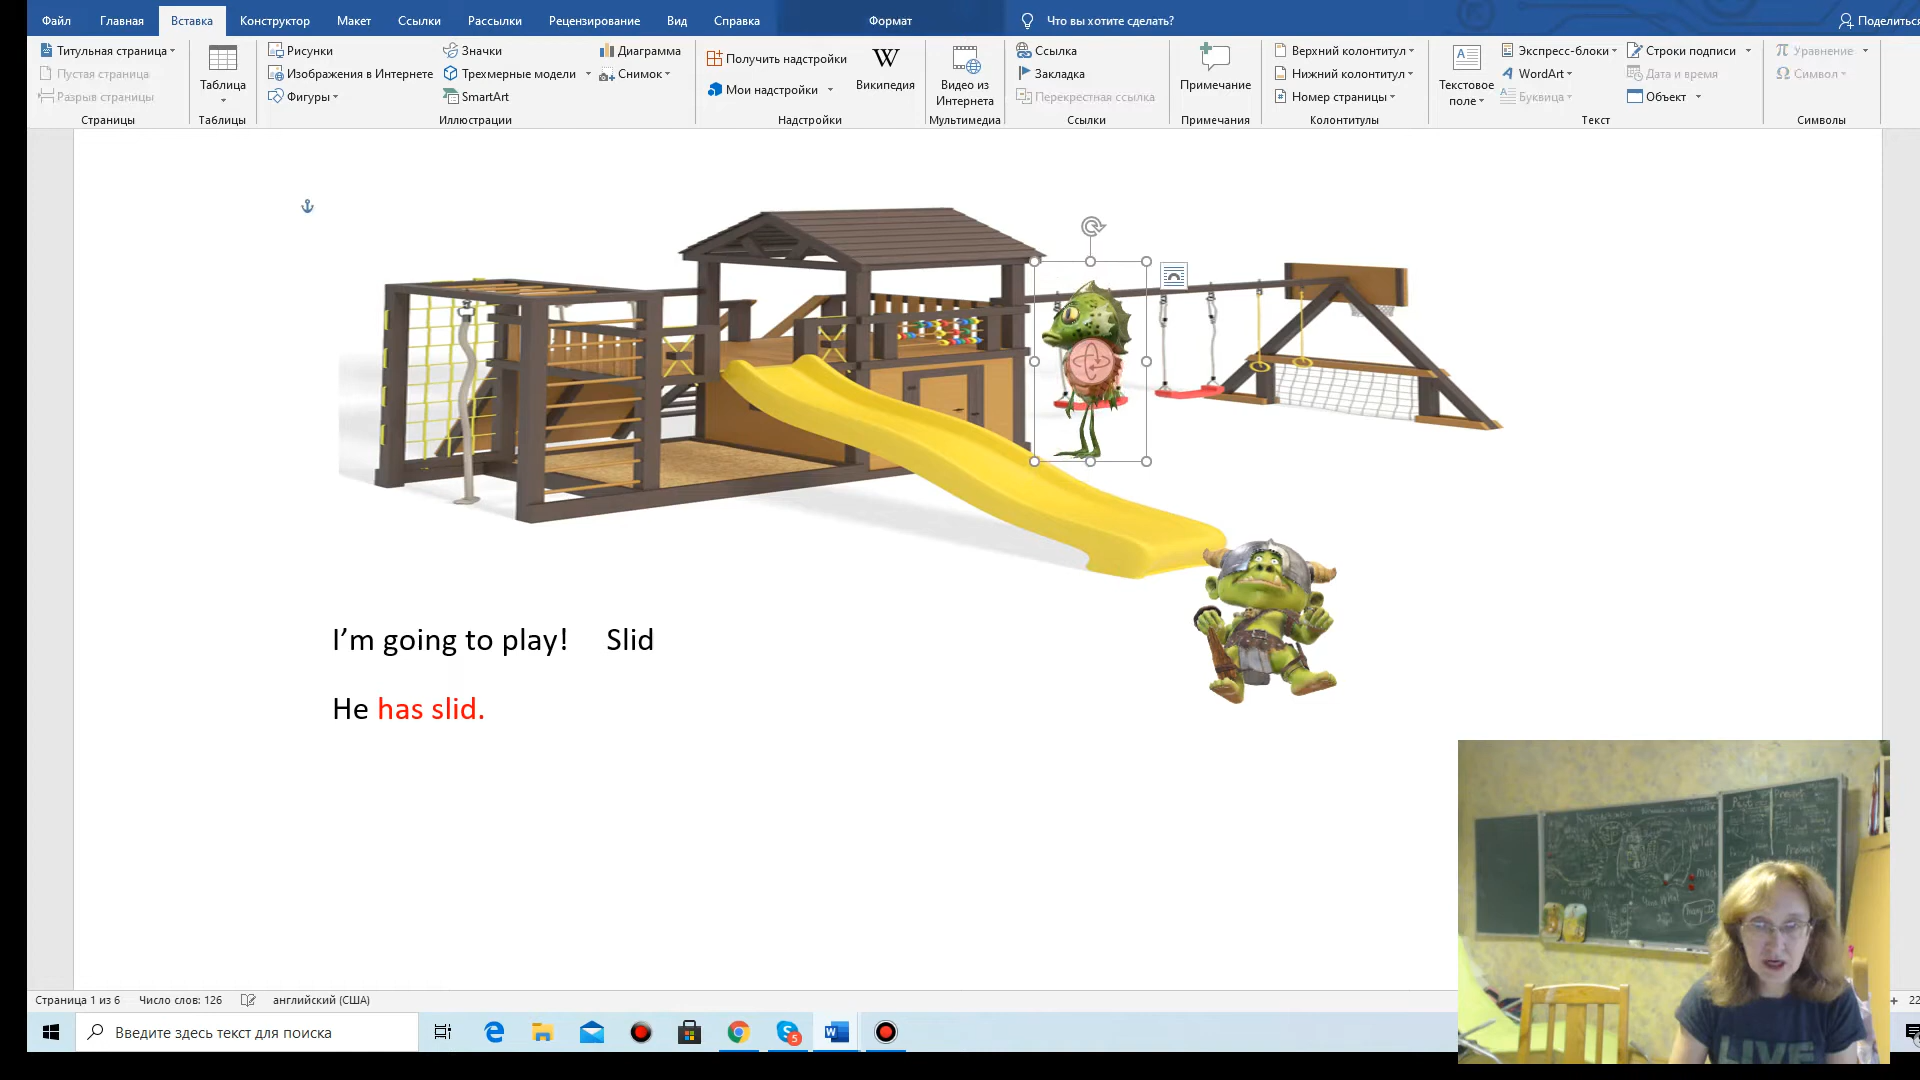 Файл Главная Вставка Конструктор Макет Ссылки Рассылки Рецензирование Вид Справка Формат Что вы хотите сделать?
Титульная страница
Пустая страница
Разрыв страницы
Страницы
Таблица
Таблицы
Рисунки
Изображения в Интернете
Фигуры
Значки
Трехмерные модели
SmartArt
Диаграмма
Снимок
Иллюстрации
Получить надстройки
Мои надстройки
W
Википедия
Надстройки
Видео из
Интернета
Мультимедиа
Ссылка
Закладка
Перекрестная ссылка
Ссылки
Примечание
Примечания
Верхний колонтитул
Нижний колонтитул
Номер страницы
Колонтитулы
Текстовое
поле
Экспресс-блоки
WordArt
Буквица
Строки подписи
Дата и время
Объект
Текст
Уравнение
Символ
Символы
I’m going to play! Slid
He has slid.
Страница 1 из 6 Число слов: 126 английский (США)
Введите здесь текст для поиска
5
LIVE